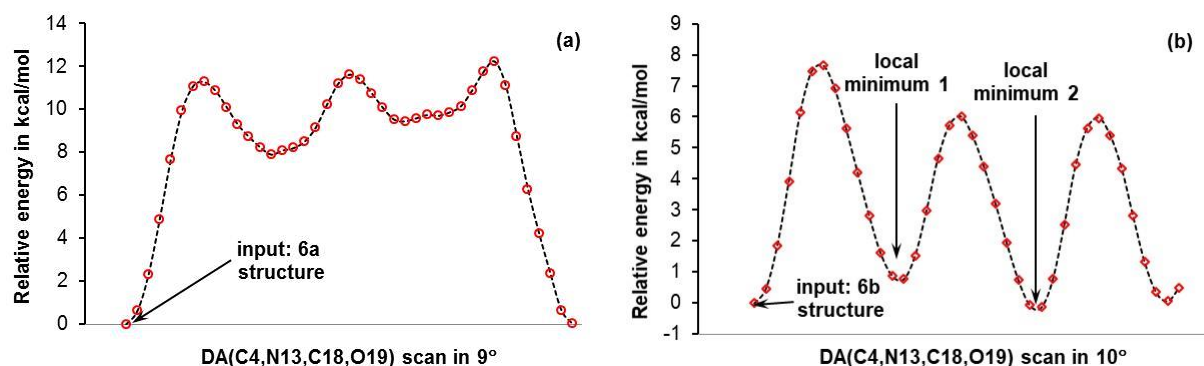 Relative energy in kcal/mol
14
12
10
8
6
4
2
0
(a)
input: 6a
structure
DA(C4,N13,C18,O19) scan in 9°
Relative energy in kcal/mol
9
8
7
6
5
4
3
2
1
0
-1
(b)
local
minimum 1
local
minimum 2
input: 6b
structure
DA(C4,N13,C18,O19) scan in 10°